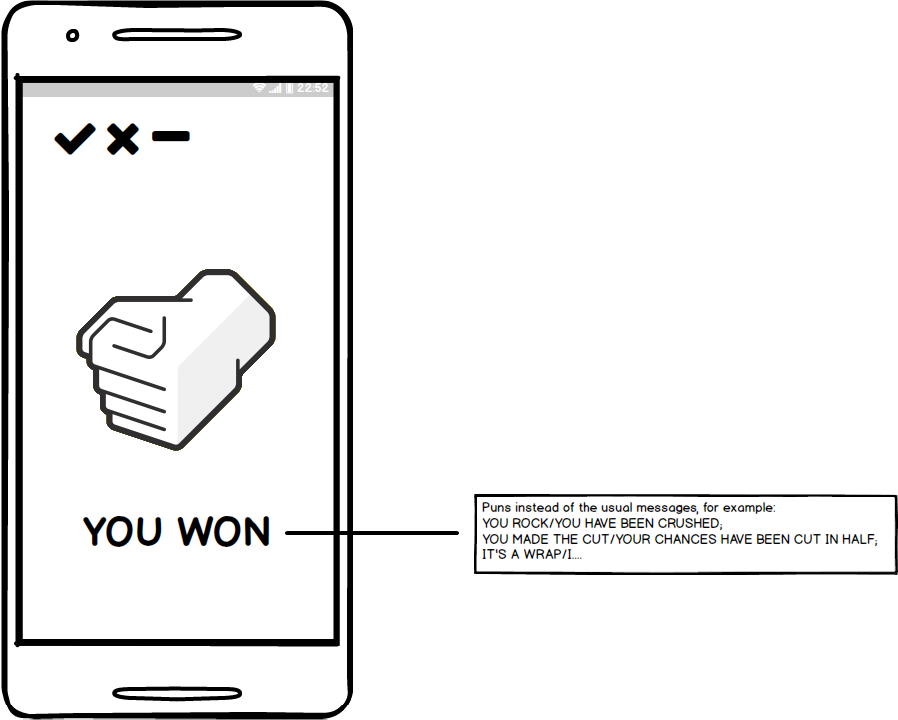 22:52
YOU WON
Puns instead of the usual messages, for example:
YOU ROCK/YOU HAVE BEEN CRUSHED;
YOU MADE THE CUT/YOUR CHANCES HAVE BEEN CUT IN HALF;
IT'S A WRAP/I....